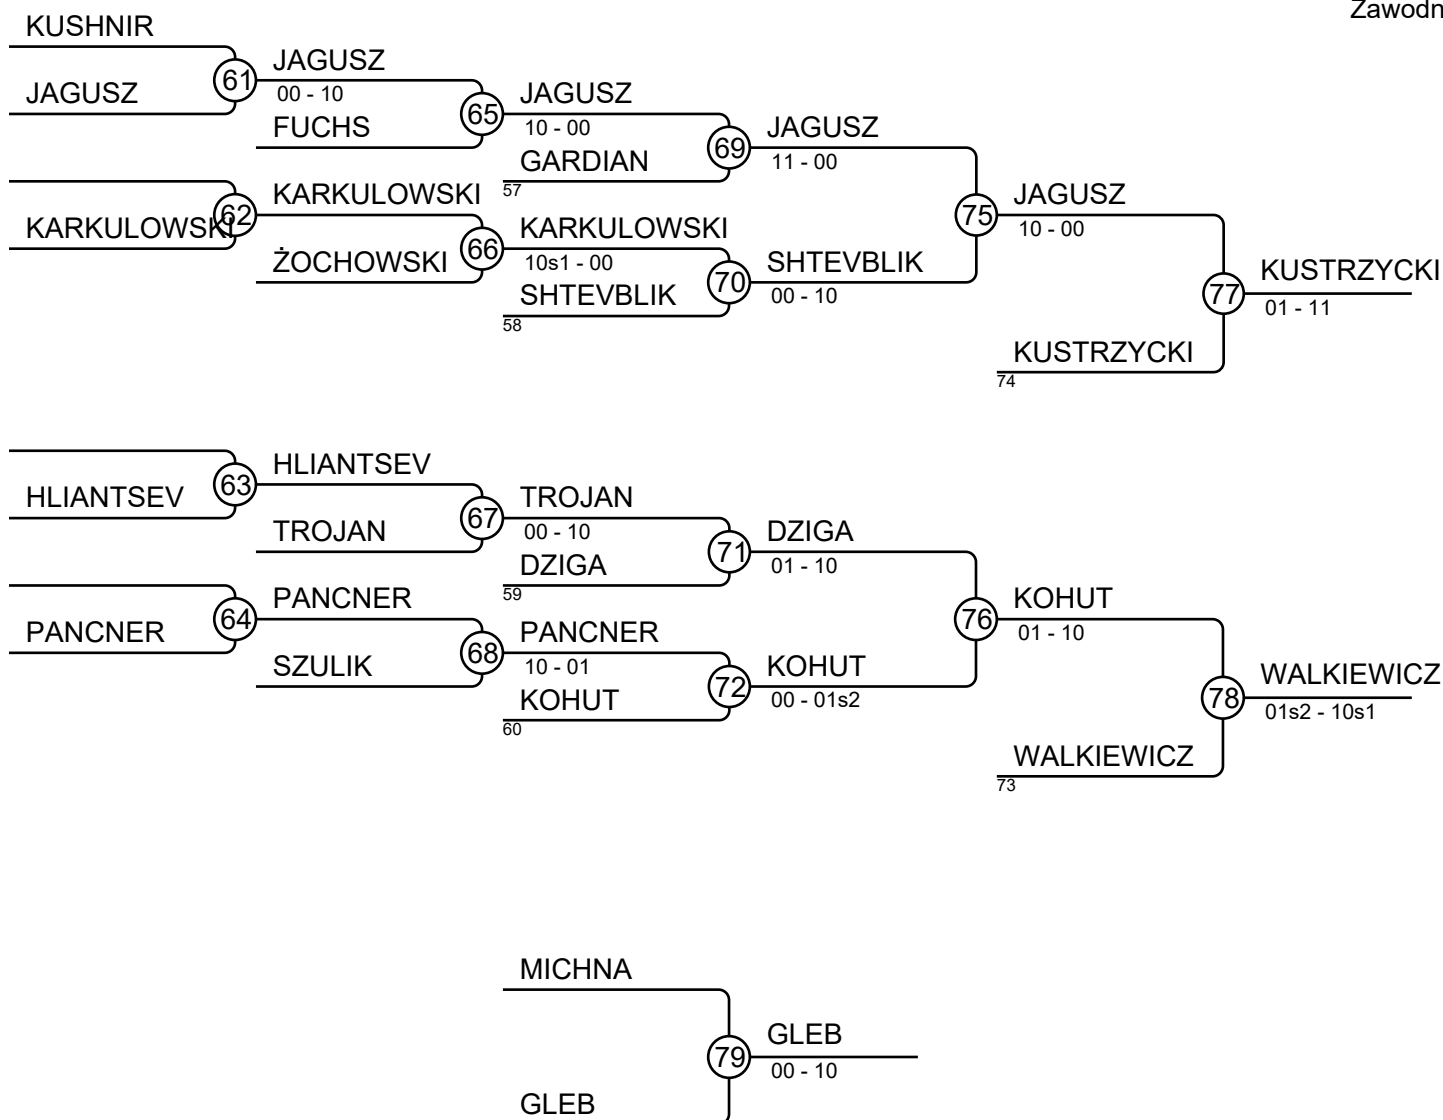 Zawodn
KUSHNIR
61
JAGUSZ
JAGUSZ
00 - 10
FUCHS
65
JAGUSZ
10 - 00
GARDIAN
57
69
JAGUSZ
11 - 00
KARKULOWSKI
62
KARKULOWSKI
ŻOCHOWSKI
66
KARKULOWSKI
10s1 - 00
SHTEVBLIK
58
70
SHTEVBLIK
00 - 10
75
JAGUSZ
10 - 00
KUSTRZYCKI
74
77
KUSTRZYCKI
01 - 11
HLIANTSEV
63
HLIANTSEV
TROJAN
67
TROJAN
00 - 10
DZIGA
59
71
DZIGA
01 - 10
PANCNER
64
PANCNER
SZULIK
68
PANCNER
10 - 01
KOHUT
60
72
KOHUT
00 - 01s2
76
KOHUT
01 - 10
WALKIEWICZ
73
78
WALKIEWICZ
01s2 - 10s1
MICHNA
79
GLEB
00 - 10
GLEB